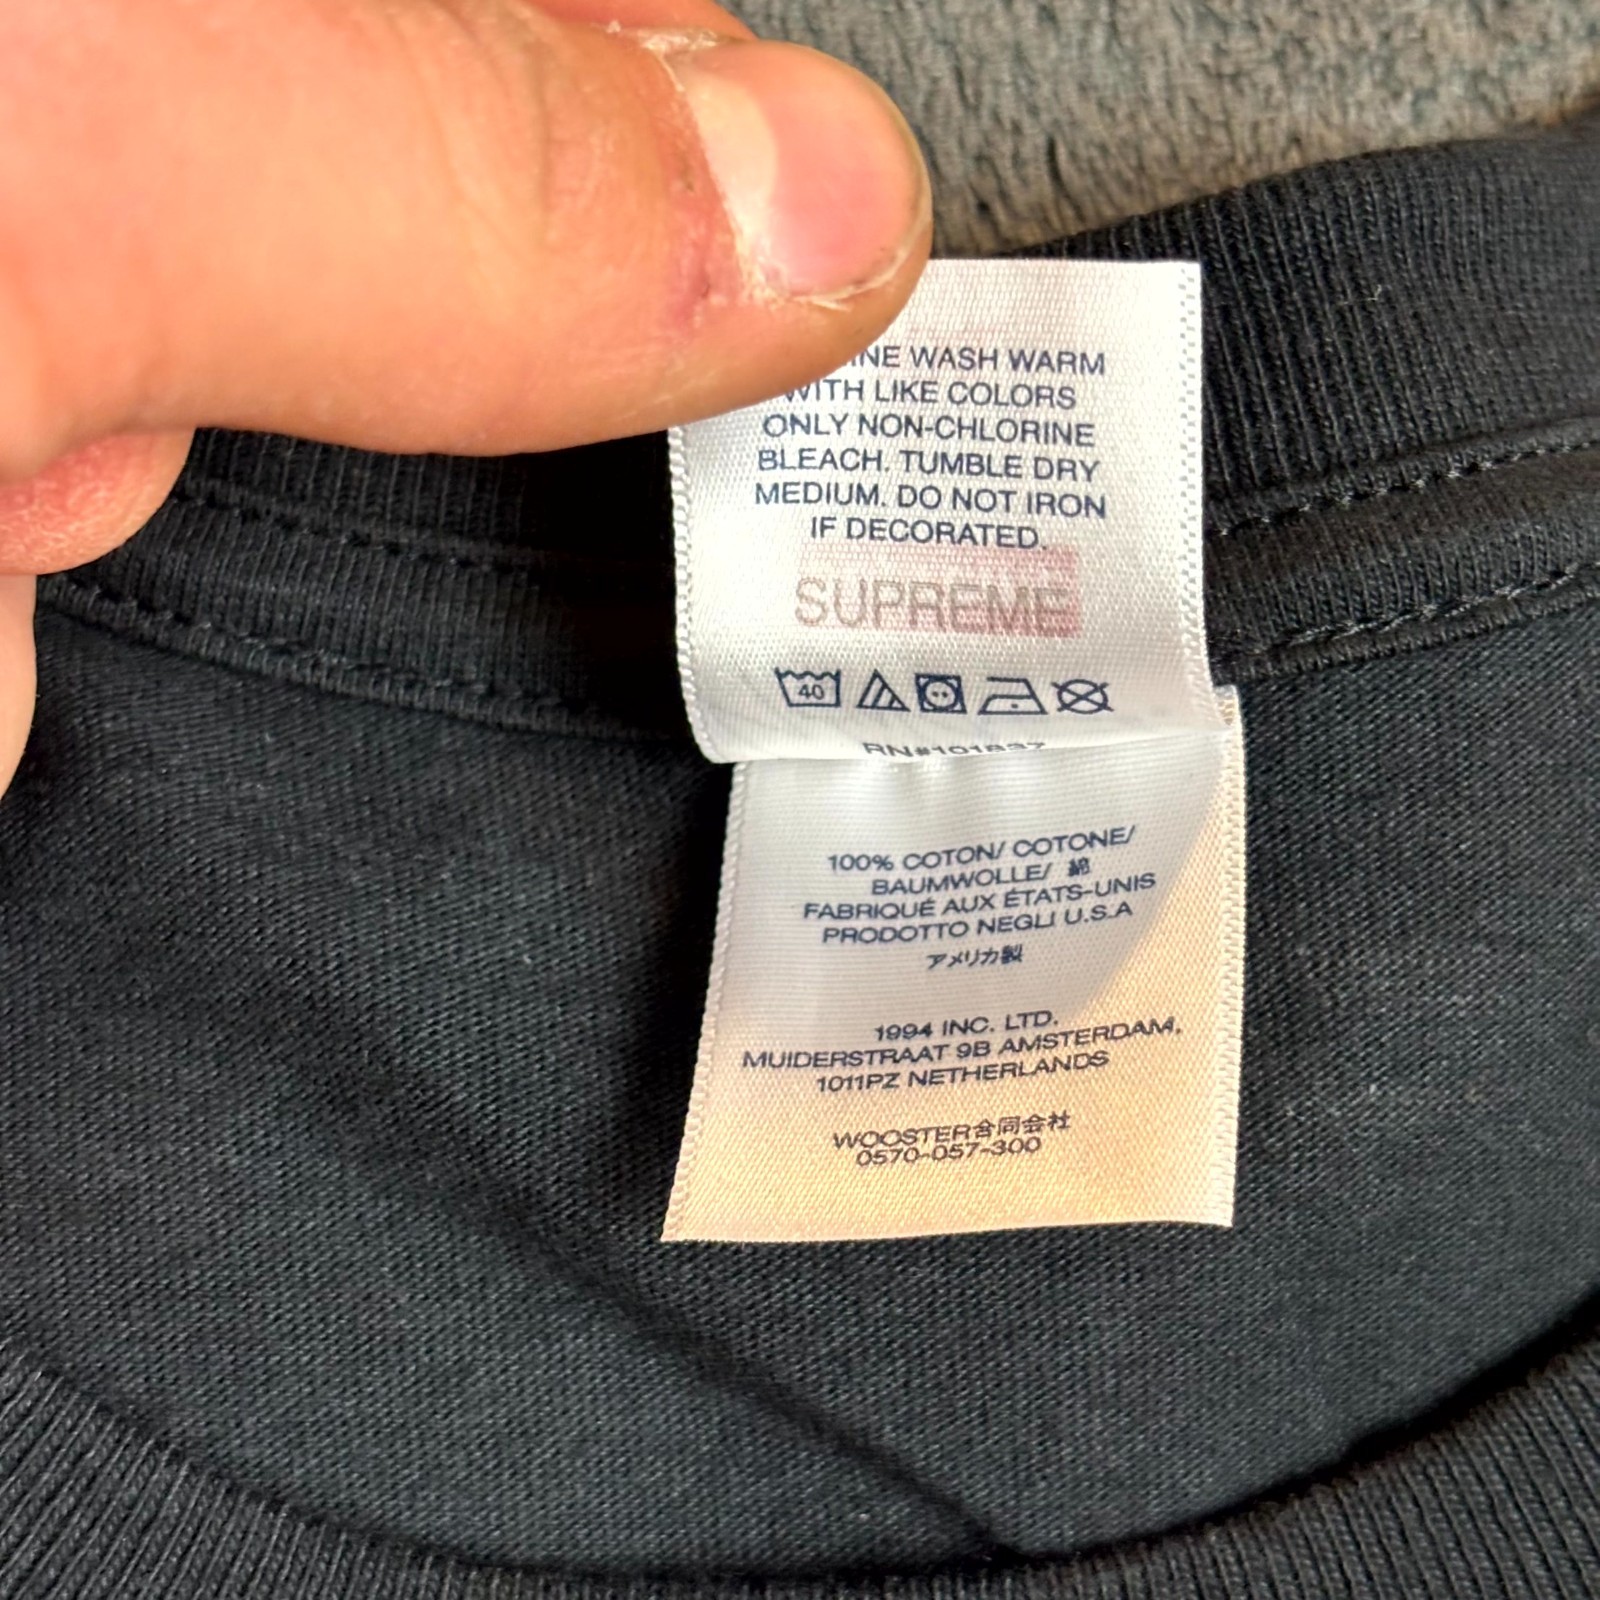 WASH WARM
WITH LIKE COLORS
ONLY NON-CHLORINE
BLEACH. TUMBLE DRY
MEDIUM. DO NOT IRON
IF DECORATED.
SUPREME
40
RN#101837
100% COTON/ COTONE/
BAUMWOLLE/ 綿
FABRIQUÉ AUX ÉTATS-UNIS
PRODOTTO NEGLI U.S.A
アメリカ製
1994 INC. LTD.
MUIDERSTRAAT 9B AMSTERDAM,
1011PZ NETHERLANDS
WOOSTER合同会社
0570-057-300